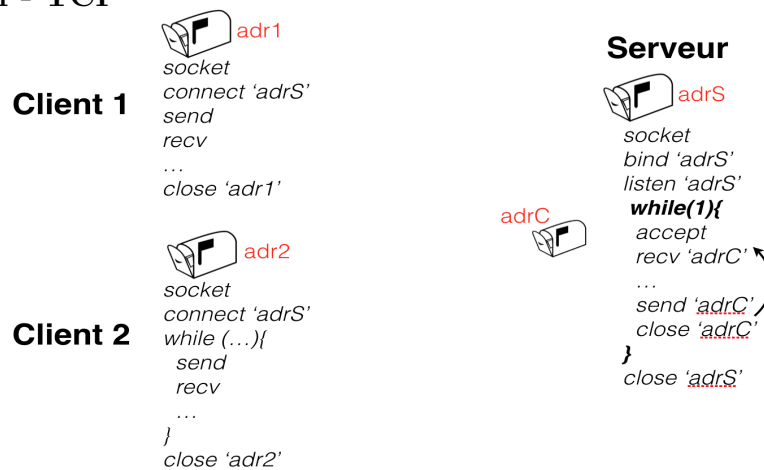 TCP
adr1
socket
Client 1
connect ‘adrS’
send
recv
…
close ‘adr1’
adr2
socket
connect ‘adrS’
Client 2
while (…){
send
recv
…
}
close ‘adr2’
adrC
Serveur
adrS
socket
bind ‘adrS’
listen ‘adrS’
while(1){
accept
recv ‘adrC’
…
send ‘adrC’
close ‘adrC’
}
close ‘adrS’